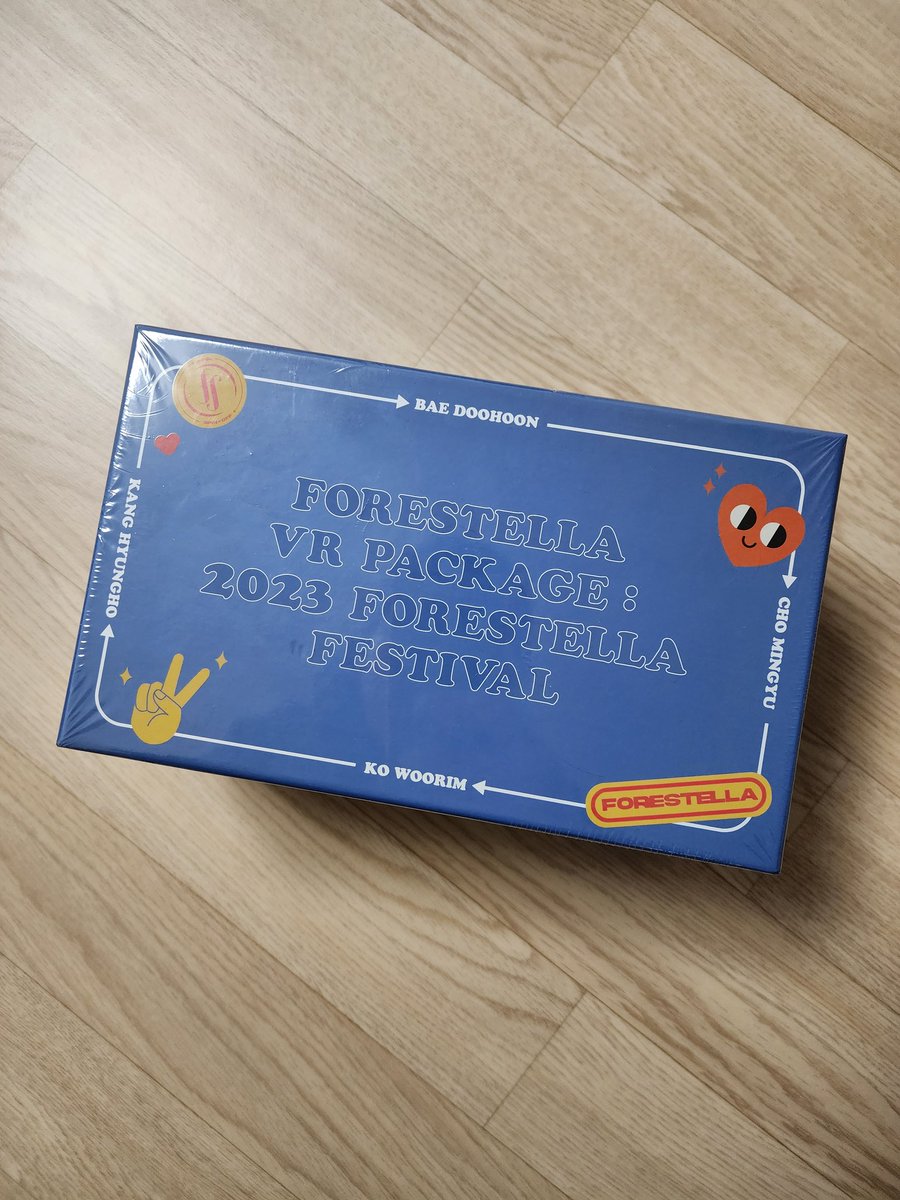 BAE DOOHOON
KANG HYUNGHO
FORESTELLA
VR PACKAGE :
2023 FORESTELLA
FESTIVAL
CHO MINGYU
KO WOORIM
FORESTELLA